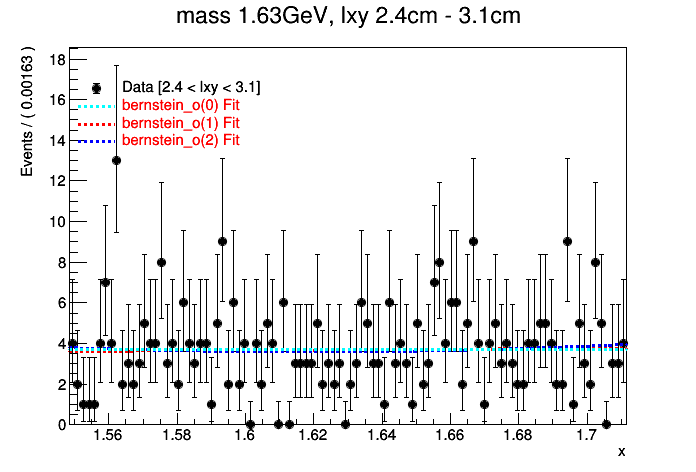 mass 1.63GeV, lxy 2.4cm - 3.1cm
Events / ( 0.00163 )
18
16
14
12
10
8
6
4
2
0
Data [2.4 < lxy < 3.1]
bernstein_o(0) Fit
bernstein_o(1) Fit
bernstein_o(2) Fit
1.56 1.58 1.6 1.62 1.64 1.66 1.68 1.7
x